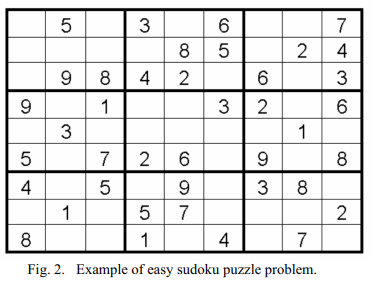 5 3 6 7
8 5 2 4
9 8 4 2 6 3
9 1 3 2 6
3 1
5 7 2 6 9 8
4 5 9 3 8
1 5 7 2
8 1 4 7
Fig. 2. Example of easy sudoku puzzle problem.